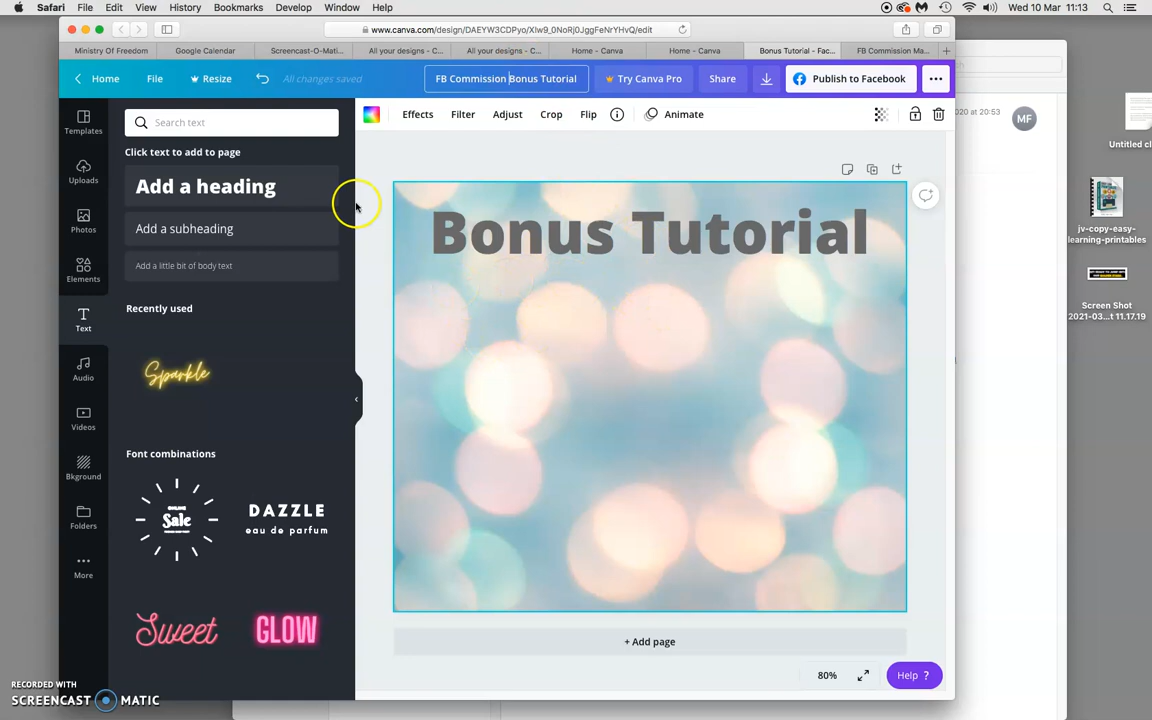 Safari File Edit View History Bookmarks Develop Window Help Wed 10 Mar 11:13
www.canva.com/design/DAEYW3CDPyo/Xlw9_0NoRj0JggFeNrYHvQ/edit
Ministry Of Freedom Google Calendar Screencast-O-Mati... All your designs - C... All your designs - C... Home - Canva Home - Canva Bonus Tutorial - Fac... FB Commission Ma...
Home File Resize All changes saved FB Commission Bonus Tutorial Try Canva Pro Share Publish to Facebook
Effects Filter Adjust Crop Flip Animate
020 at 20:53
MF
Templates
Uploads
Photos
Elements
Text
Audio
Videos
Bkground
Folders
More
Search text
Click text to add to page
Add a heading
Add a subheading
Add a little bit of body text
Recently used
Sparkle
Font combinations
ONLINE
Sale
DAZZLE
eau de parfum
Sweet
GLOW
Bonus Tutorial
+ Add page
80%
Help ?
Untitled cl
jv-copy-easy-
learning-printables
Screen Shot
2021-03...t 11.17.19
RECORDED WITH
SCREENCAST MATIC